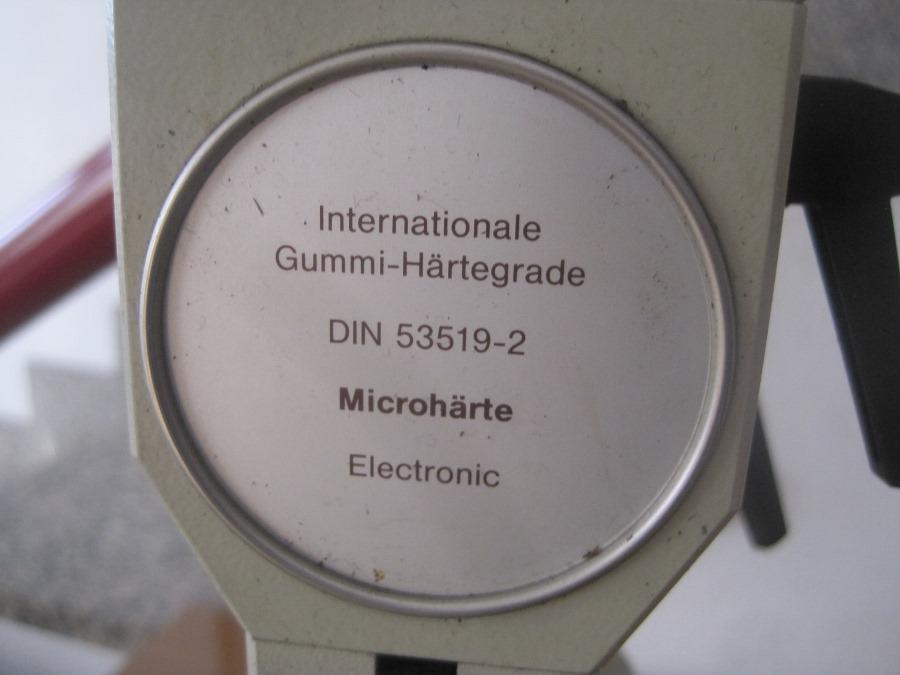 Internationale
Gummi-Härtegrade
DIN 53519-2
Microhärte
Electronic